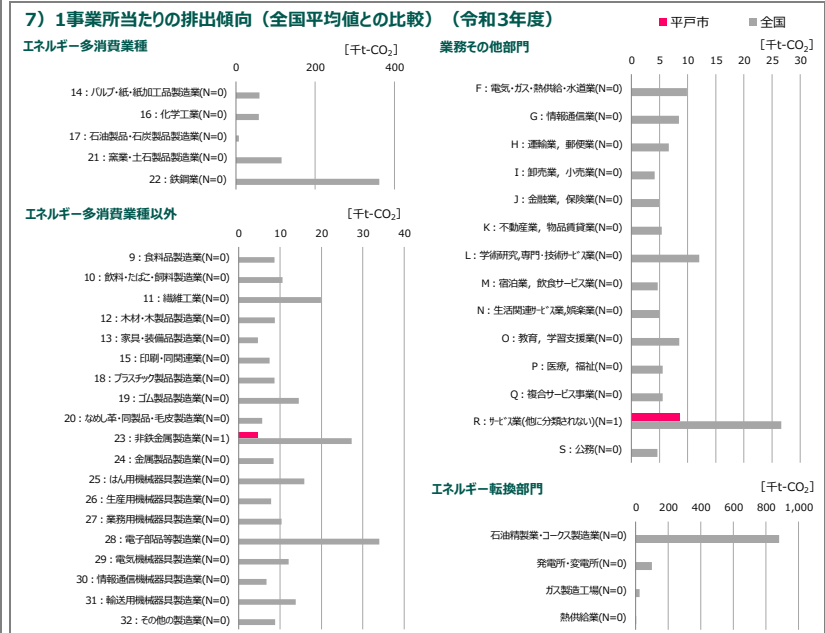 7）1事業所当たりの排出傾向（全国平均値との比較）（令和3年度）
平戸市
全国
エネルギー多消費業種
[千t-CO₂]
0 200 400
14：パルプ・紙・紙加工品製造業(N=0)
16：化学工業(N=0)
17：石油製品・石炭製品製造業(N=0)
21：窯業・土石製品製造業(N=0)
22：鉄鋼業(N=0)
エネルギー多消費業種以外
[千t-CO₂]
0 10 20 30 40
9：食料品製造業(N=0)
10：飲料・たばこ・飼料製造業(N=0)
11：繊維工業(N=0)
12：木材・木製品製造業(N=0)
13：家具・装備品製造業(N=0)
15：印刷・同関連業(N=0)
18：プラスチック製品製造業(N=0)
19：ゴム製品製造業(N=0)
20：なめし革・同製品・毛皮製造業(N=0)
23：非鉄金属製造業(N=1)
24：金属製品製造業(N=0)
25：はん用機械器具製造業(N=0)
26：生産用機械器具製造業(N=0)
27：業務用機械器具製造業(N=0)
28：電子部品等製造業(N=0)
29：電気機械器具製造業(N=0)
30：情報通信機械器具製造業(N=0)
31：輸送用機械器具製造業(N=0)
32：その他の製造業(N=0)
業務その他部門
[千t-CO₂]
0 5 10 15 20 25 30
F：電気・ガス・熱供給・水道業(N=0)
G：情報通信業(N=0)
H：運輸業，郵便業(N=0)
I：卸売業，小売業(N=0)
J：金融業，保険業(N=0)
K：不動産業，物品賃貸業(N=0)
L：学術研究,専門・技術ｻｰﾋﾞｽ業(N=0)
M：宿泊業，飲食サービス業(N=0)
N：生活関連ｻｰﾋﾞｽ業,娯楽業(N=0)
O：教育，学習支援業(N=0)
P：医療，福祉(N=0)
Q：複合サービス事業(N=0)
R：ｻｰﾋﾞｽ業(他に分類されない)(N=1)
S：公務(N=0)
エネルギー転換部門
[千t-CO₂]
0 200 400 600 800 1,000
石油精製業・コークス製造業(N=0)
発電所・変電所(N=0)
ガス製造工場(N=0)
熱供給業(N=0)